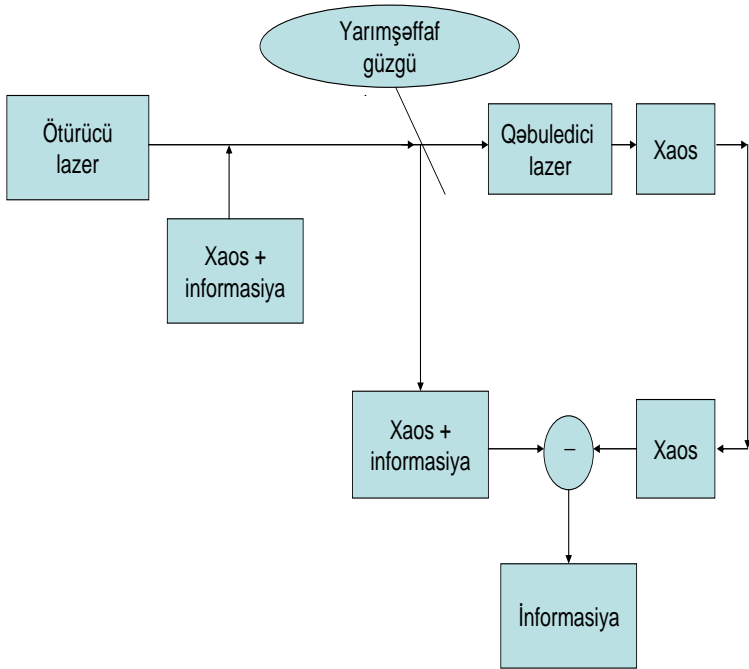 Yarımşəffaf
güzgü
Ötürücü
lazer
Qəbuledici
lazer
Xaos
Xaos +
informasiya
Xaos +
informasiya
–
Xaos
İnformasiya